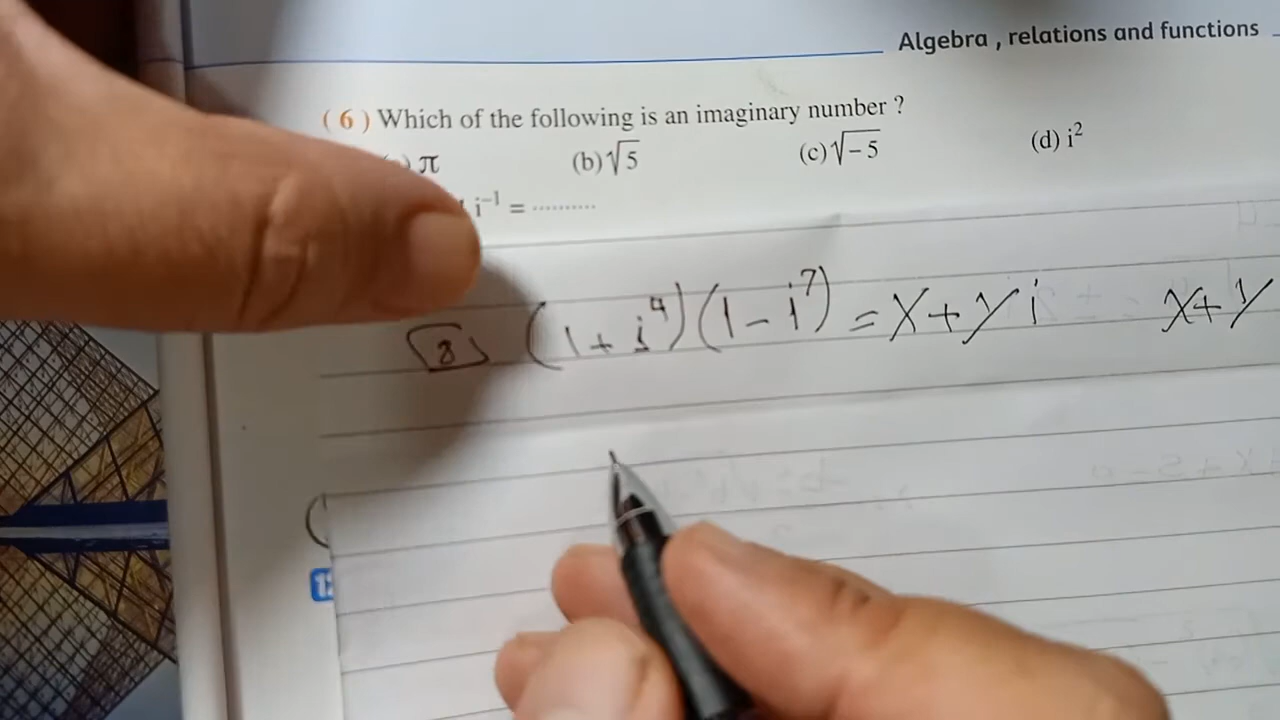 Algebra , relations and functions
( 6 ) Which of the following is an imaginary number ?
π (b) √5 (c) √-5 (d) i²
i⁻¹ = ..........
8 (1 + i⁴)(1 - i⁷) = x + y i x + y